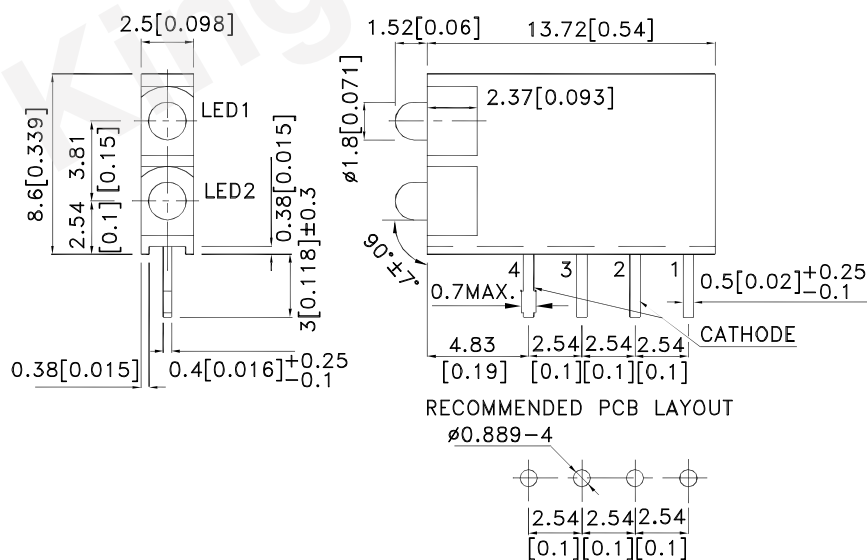 King
2.5[0.098]
1.52[0.06]
13.72[0.54]
LED1
LED2
8.6[0.339]
3.81
[0.15]
2.54
[0.1]
0.38[0.015]
3[0.118]±0.3
0.38[0.015]
0.4[0.016]+0.25
−0.1
ø1.8[0.071]
2.37[0.093]
90°±7°
4 3 2 1
0.7MAX.
0.5[0.02]+0.25
−0.1
CATHODE
4.83 2.54 2.54 2.54
[0.19] [0.1] [0.1] [0.1]
RECOMMENDED PCB LAYOUT
ø0.889−4
2.54 2.54 2.54
[0.1] [0.1] [0.1]